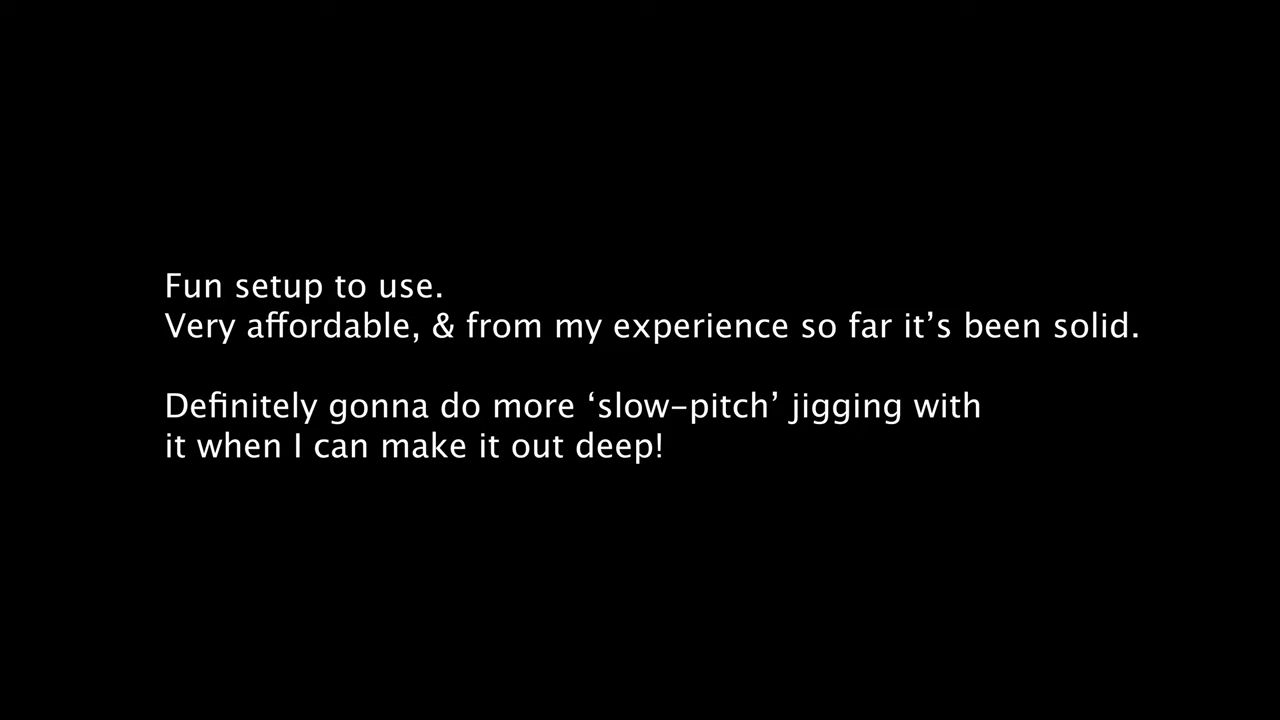 Fun setup to use.
Very affordable, & from my experience so far it’s been solid.
Definitely gonna do more ‘slow-pitch’ jigging with
it when I can make it out deep!